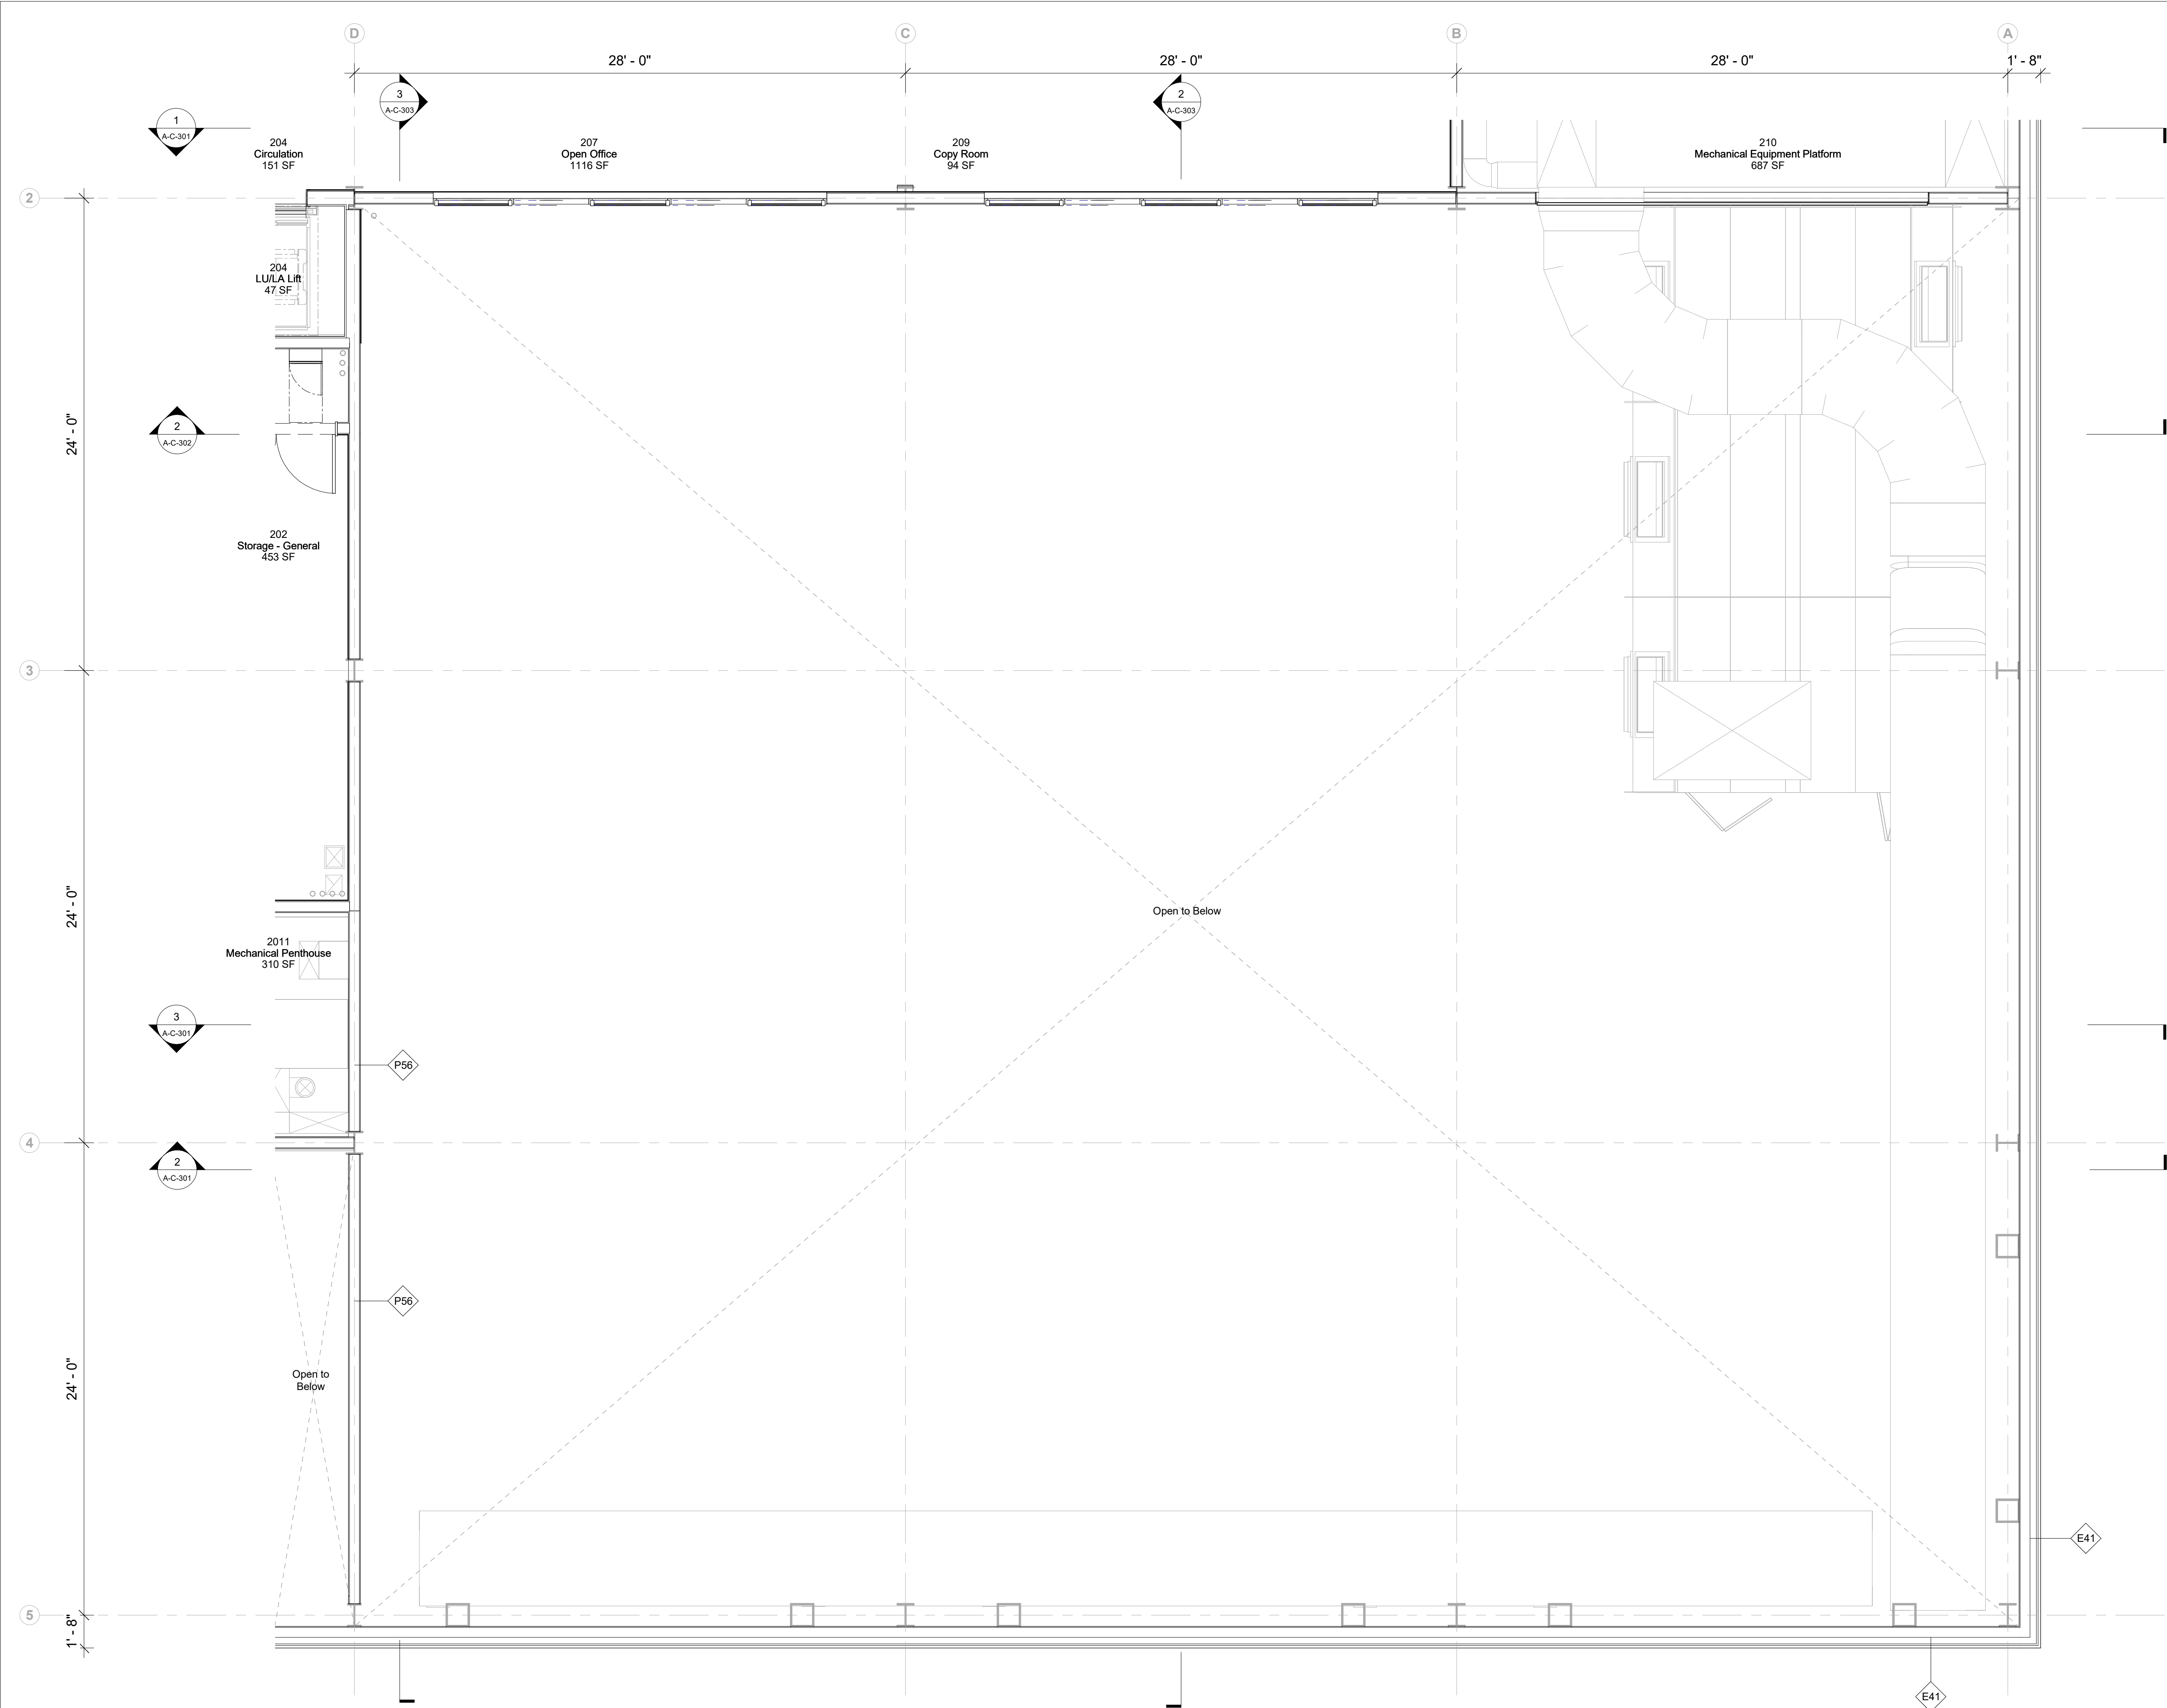 D
C
B
A
28' - 0"
28' - 0"
28' - 0"
1' - 8"
3
A-C-303
2
A-C-303
1
A-C-301
204
Circulation
151 SF
207
Open Office
1116 SF
209
Copy Room
94 SF
210
Mechanical Equipment Platform
687 SF
2
204
LU/LA Lift
47 SF
24' - 0"
2
A-C-302
202
Storage - General
453 SF
3
24' - 0"
Open to Below
2011
Mechanical Penthouse
310 SF
3
A-C-301
P56
4
2
A-C-301
P56
24' - 0"
Open to
Below
E41
5
1' - 8"
E41